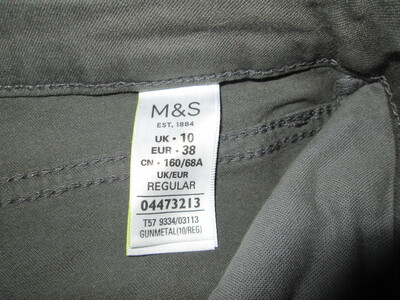 M&S
EST. 1884
UK • 10
EUR • 38
CN • 160/68A
UK/EUR
REGULAR
04473213
T57 9334/03113
GUNMETAL(10/REG)